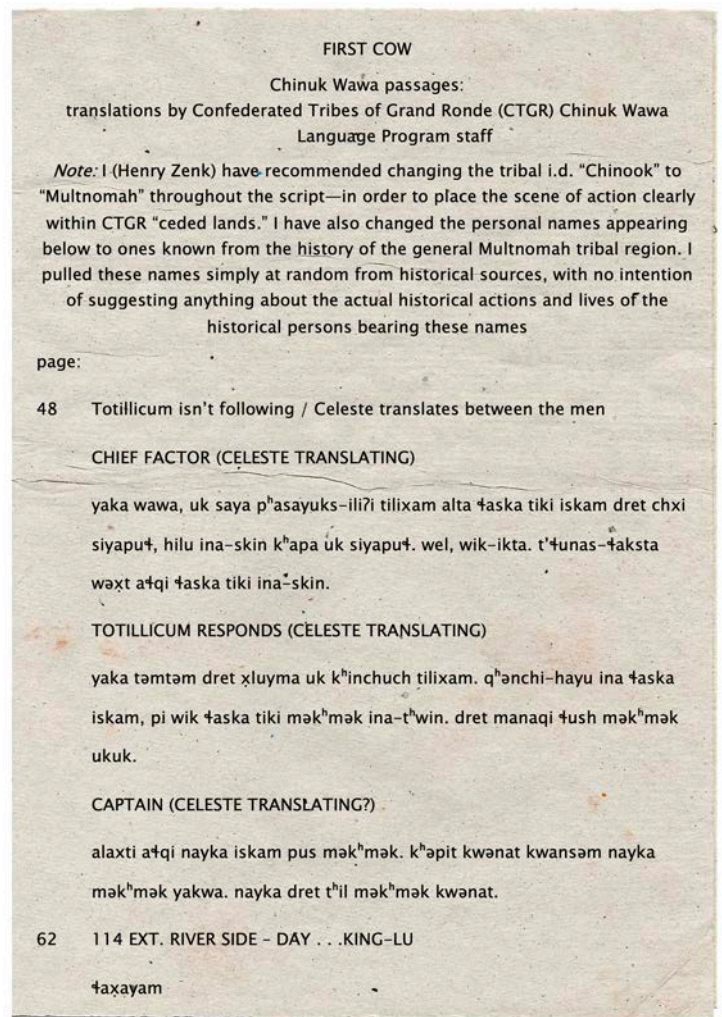 FIRST COW
Chinuk Wawa passages:
translations by Confederated Tribes of Grand Ronde (CTGR) Chinuk Wawa
Language Program staff
Note: I (Henry Zenk) have recommended changing the tribal i.d. “Chinook” to
“Multnomah” throughout the script—in order to place the scene of action clearly
within CTGR “ceded lands.” I have also changed the personal names appearing
below to ones known from the history of the general Multnomah tribal region. I
pulled these names simply at random from historical sources, with no intention
of suggesting anything about the actual historical actions and lives of the
historical persons bearing these names
page:
48 Totillicum isn’t following / Celeste translates between the men
CHIEF FACTOR (CELESTE TRANSLATING)
yaka wawa, uk saya pʰasayuks-iliʔi tilixam alta ɬaska tiki iskam dret chxi
siyapuɬ, hilu ina-skin kʰapa uk siyapuɬ. wel, wik-ikta. t’ɬunas-ɬaksta
wəxt aɬqi ɬaska tiki ina-skin.
TOTILLICUM RESPONDS (CELESTE TRANSLATING)
yaka təmtəm dret x̣luyma uk kʰinchuch tilixam. qʰənchi-hayu ina ɬaska
iskam, pi wik ɬaska tiki məkʰmək ina-tʰwin. dret manaqi ɬush məkʰmək
ukuk.
CAPTAIN (CELESTE TRANSLATING?)
alaxti aɬqi nayka iskam pus məkʰmək. kʰəpit kwənat kwansəm nayka
məkʰmək yakwa. nayka dret tʰil məkʰmək kwənat.
62 114 EXT. RIVER SIDE – DAY . . .KING-LU
ɬax̣ayam